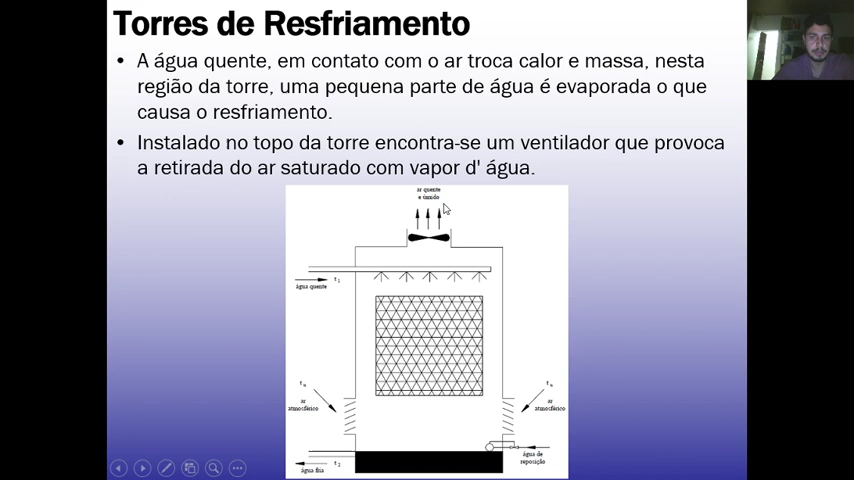 Torres de Resfriamento
• A água quente, em contato com o ar troca calor e massa, nesta
região da torre, uma pequena parte de água é evaporada o que
causa o resfriamento.
• Instalado no topo da torre encontra-se um ventilador que provoca
a retirada do ar saturado com vapor d' água.
ar quente
e úmido
t1
água quente
ar
atmosférico
ar
atmosférico
t2
água fria
água de
reposição